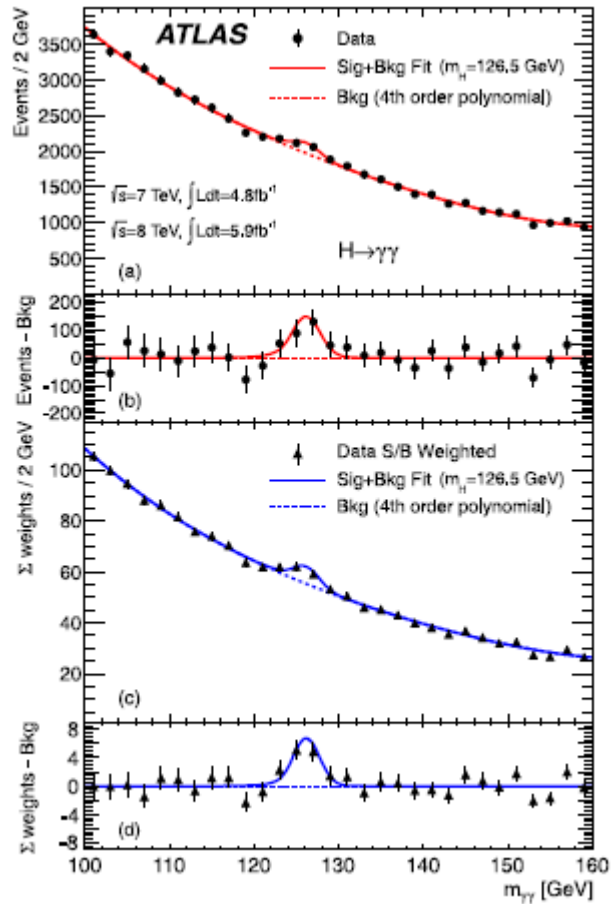 ATLAS
Data
Sig+Bkg Fit (m_H=126.5 GeV)
Bkg (4th order polynomial)
Events / 2 GeV
3500
3000
2500
2000
1500
1000
500
√s=7 TeV, ∫Ldt=4.8fb⁻¹
√s=8 TeV, ∫Ldt=5.9fb⁻¹
H→γγ
(a)
Events - Bkg
200
100
0
-100
-200
(b)
Σ weights / 2 GeV
100
80
60
40
20
Data S/B Weighted
Sig+Bkg Fit (m_H=126.5 GeV)
Bkg (4th order polynomial)
(c)
Σ weights - Bkg
8
4
0
-4
-8
(d)
100 110 120 130 140 150 160
m_γγ [GeV]